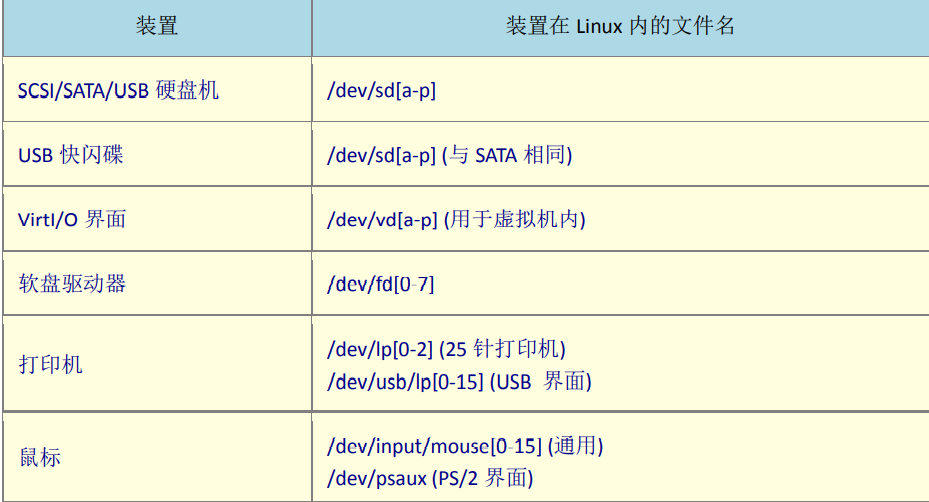 装置 装置在 Linux 内的文件名
SCSI/SATA/USB 硬盘机 /dev/sd[a-p]
USB 快闪碟 /dev/sd[a-p] (与 SATA 相同)
VirtI/O 界面 /dev/vd[a-p] (用于虚拟机内)
软盘驱动器 /dev/fd[0-7]
打印机 /dev/lp[0-2] (25 针打印机)
/dev/usb/lp[0-15] (USB 界面)
鼠标 /dev/input/mouse[0-15] (通用)
/dev/psaux (PS/2 界面)